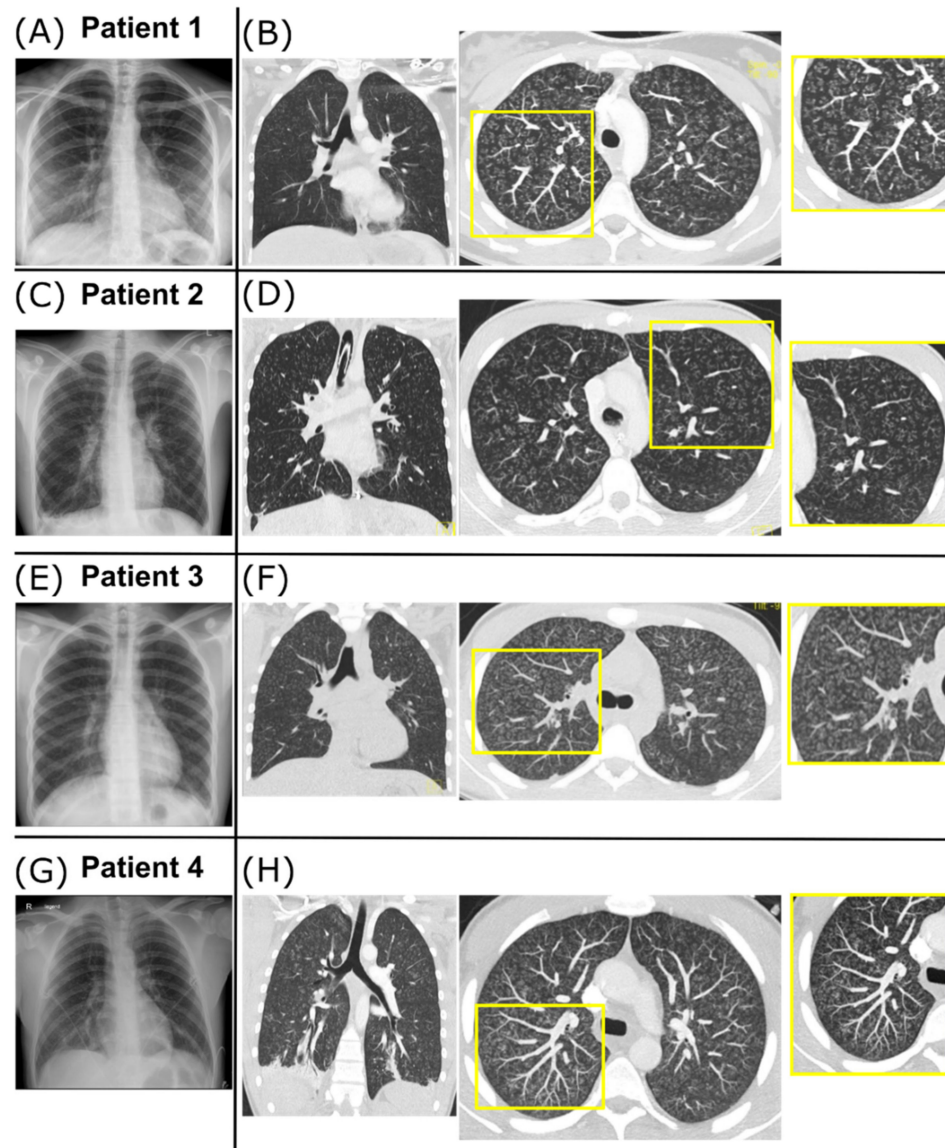 (A) Patient 1
(B)
(C) Patient 2
L
(D)
(E) Patient 3
(F)
(G) Patient 4
R
(H)